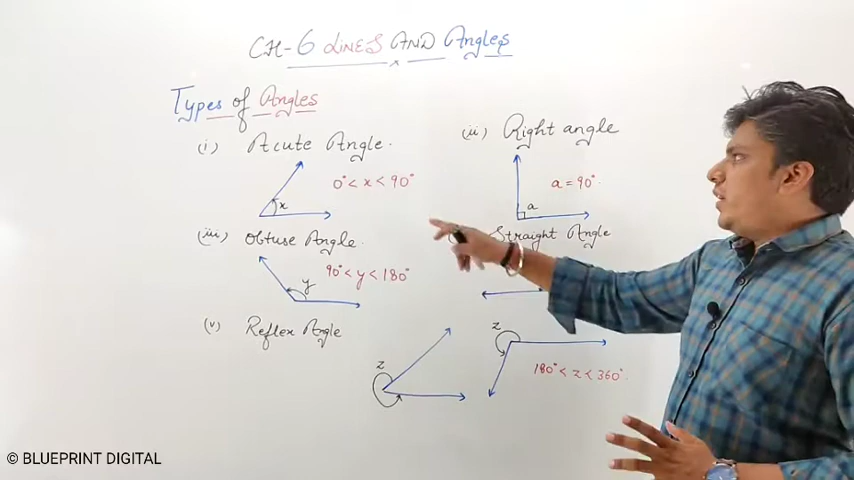 CH-6 LINES AND Angles
Types of Angles
(i) Acute Angle.
(ii) Right angle
x
0° < x < 90°
a
a = 90°
(iii) Obtuse Angle.
Straight Angle
y
90° < y < 180°
(v) Reflex Angle
z
z
180° < z < 360°.
© BLUEPRINT DIGITAL